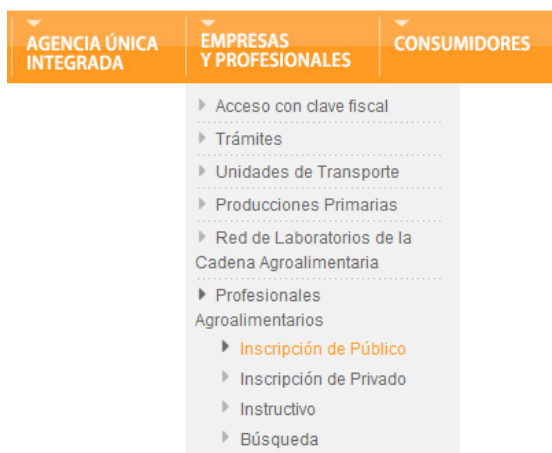 AGENCIA ÚNICA
INTEGRADA
EMPRESAS
Y PROFESIONALES
CONSUMIDORES
Acceso con clave fiscal
Trámites
Unidades de Transporte
Producciones Primarias
Red de Laboratorios de la
Cadena Agroalimentaria
Profesionales
Agroalimentarios
Inscripción de Público
Inscripción de Privado
Instructivo
Búsqueda